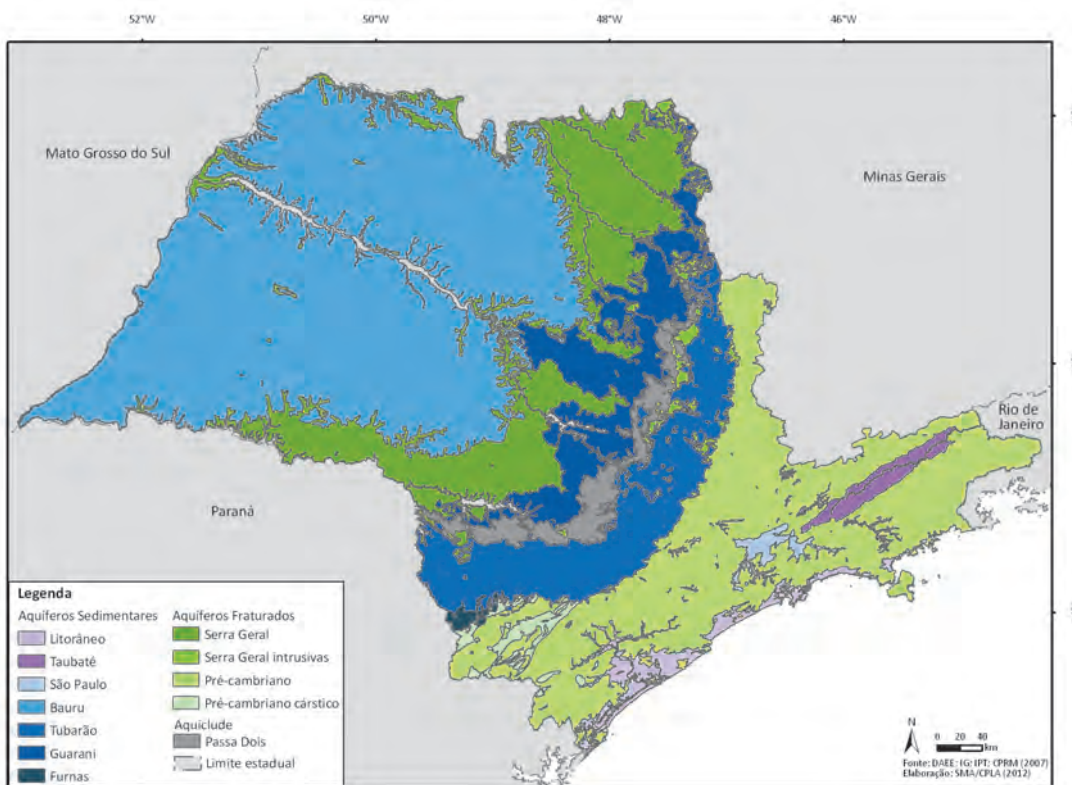 52°W 50°W 48°W 46°W
Mato Grosso do Sul
Minas Gerais
Rio de
Janeiro
Paraná
Legenda
Aquíferos Sedimentares
Litorâneo
Taubaté
São Paulo
Bauru
Tubarão
Guarani
Furnas
Aquíferos Fraturados
Serra Geral
Serra Geral intrusivas
Pré-cambriano
Pré-cambriano cárstico
Aquiclude
Passa Dois
Limite estadual
N
0 20 40
km
Fonte: DAEE; IG; IPT; CPRM (2007)
Elaboração: SMA/CPLA (2012)